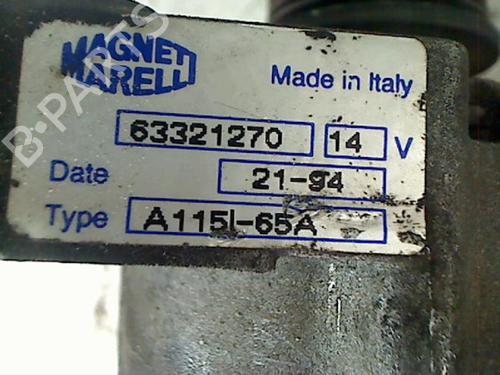 MAGNETI
MARELLI
Made in Italy
63321270 14 V
Date 21-94
Type A115I-65A
B-PARTS